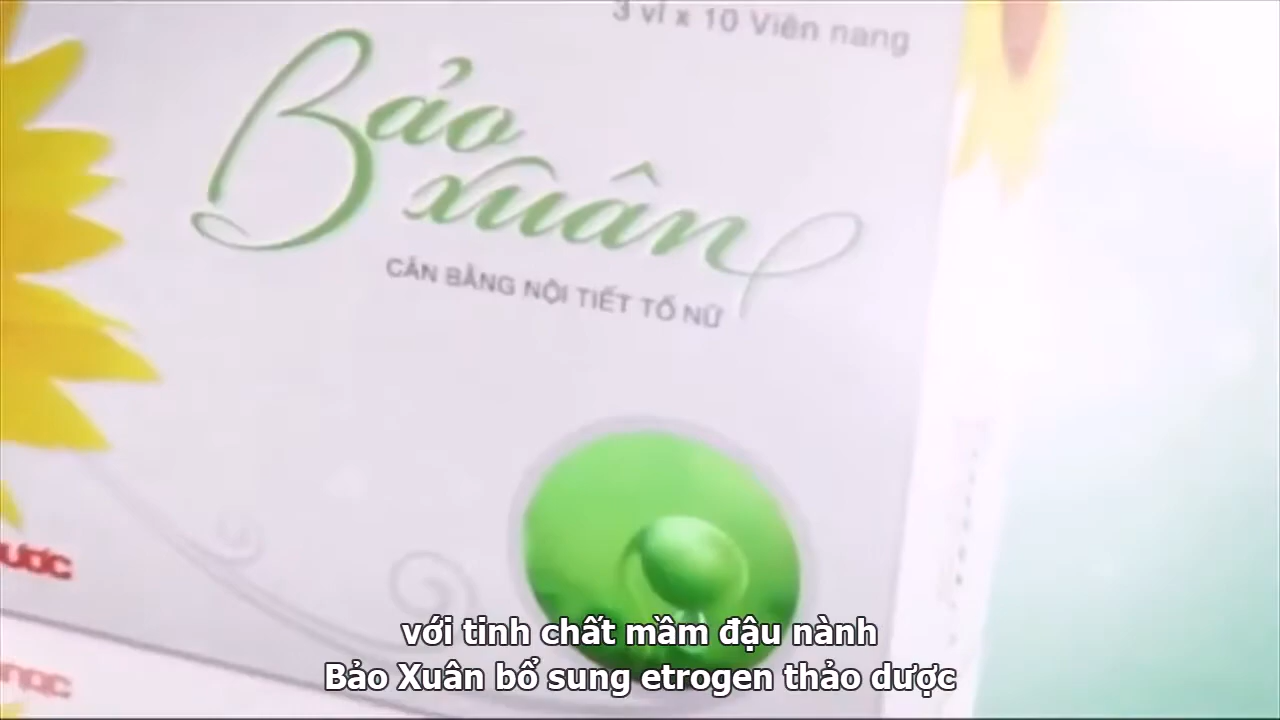 3 vỉ x 10 Viên nang
Bảo
xuân
CÂN BẰNG NỘI TIẾT TỐ NỮ
với tinh chất mầm đậu nành
Bảo Xuân bổ sung etrogen thảo dược